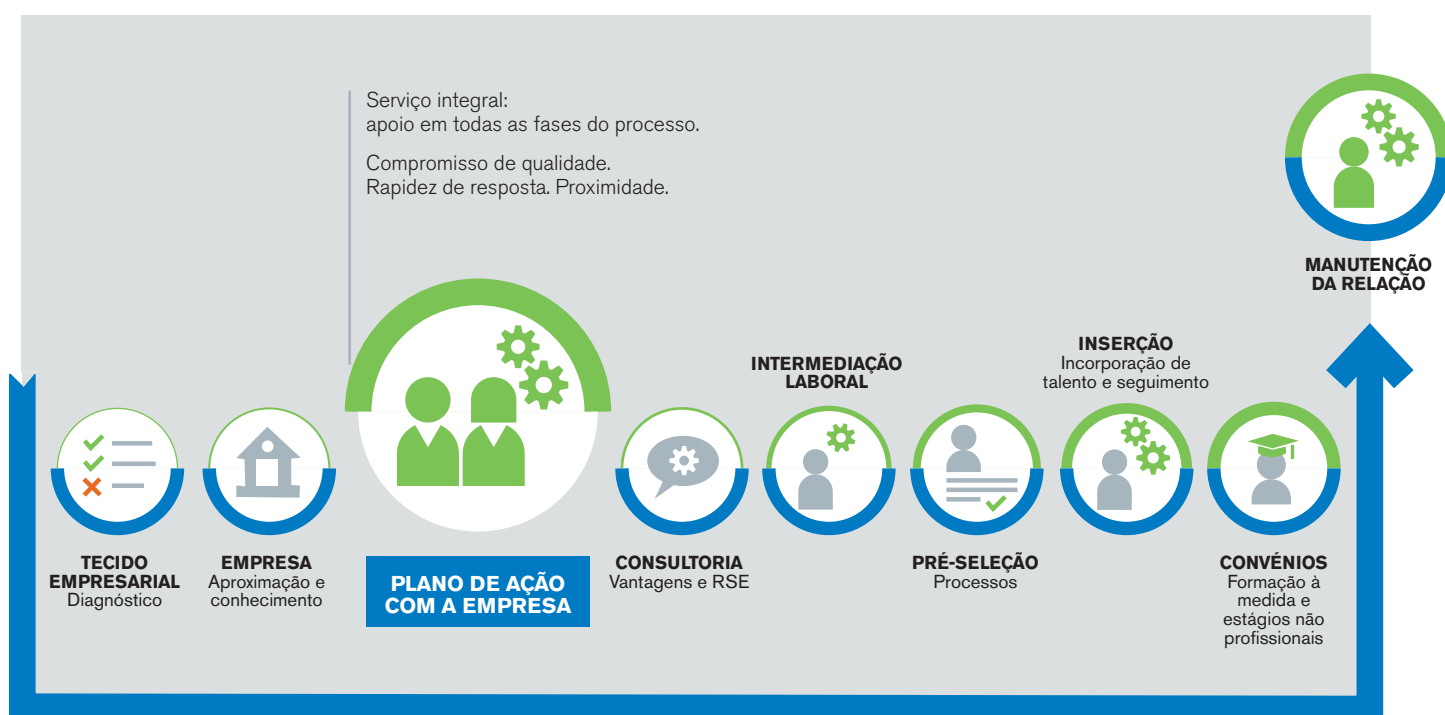 Serviço integral:
apoio em todas as fases do processo.
Compromisso de qualidade.
Rapidez de resposta. Proximidade.
TECIDO
EMPRESARIAL
Diagnóstico
EMPRESA
Aproximação e
conhecimento
PLANO DE AÇÃO
COM A EMPRESA
CONSULTORIA
Vantagens e RSE
INTERMEDIAÇÃO
LABORAL
PRÉ-SELEÇÃO
Processos
INSERÇÃO
Incorporação de
talento e seguimento
CONVÉNIOS
Formação à
medida e
estágios não
profissionais
MANUTENÇÃO
DA RELAÇÃO